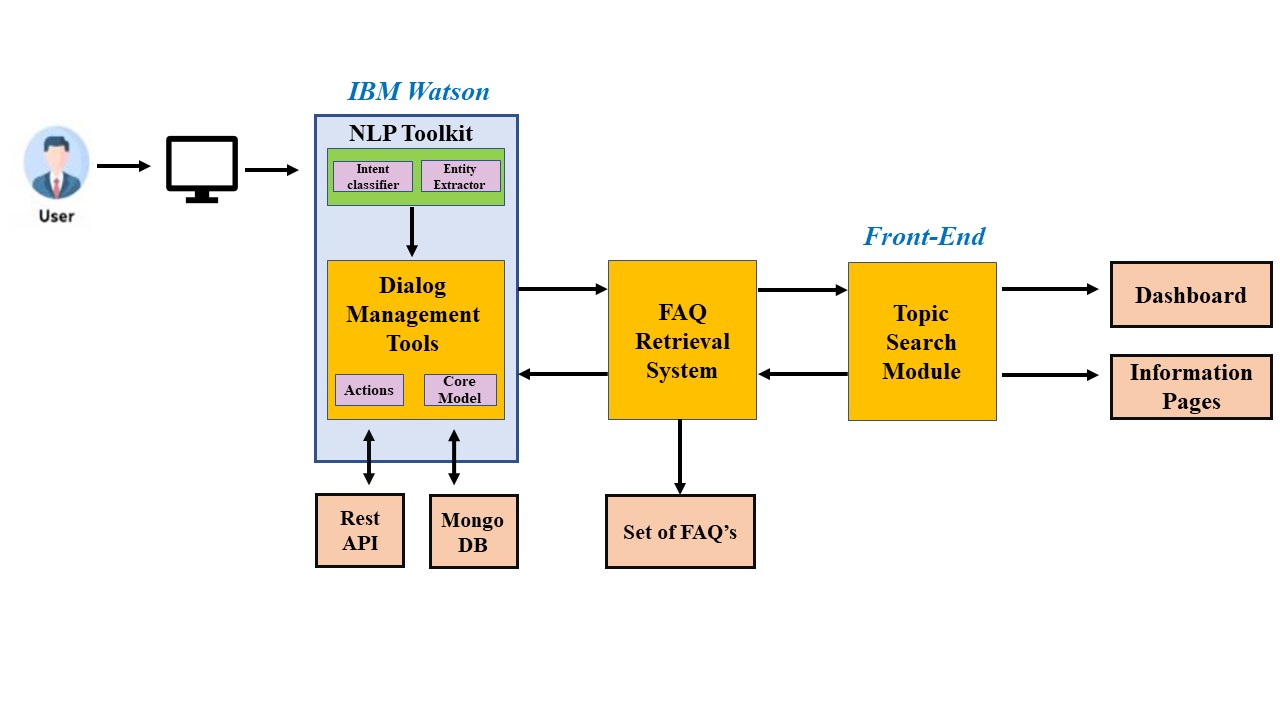 IBM Watson
NLP Toolkit
Intent
classifier
Entity
Extractor
User
Dialog
Management
Tools
Actions
Core
Model
Rest
API
Mongo
DB
FAQ
Retrieval
System
Set of FAQ’s
Front-End
Topic
Search
Module
Dashboard
Information
Pages